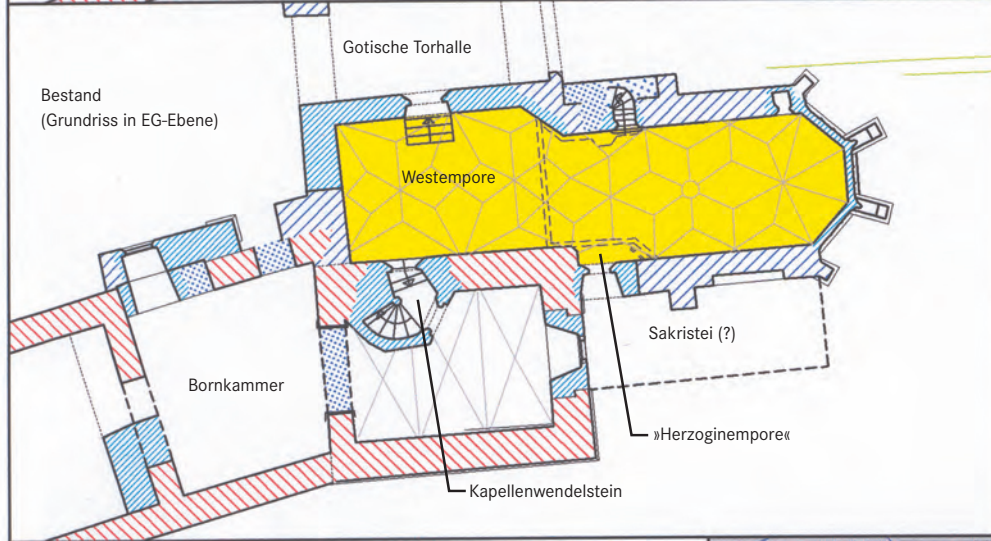 Gotische Torhalle
Bestand
(Grundriss in EG-Ebene)
Westempore
Sakristei (?)
Bornkammer
»Herzoginempore«
Kapellenwendelstein